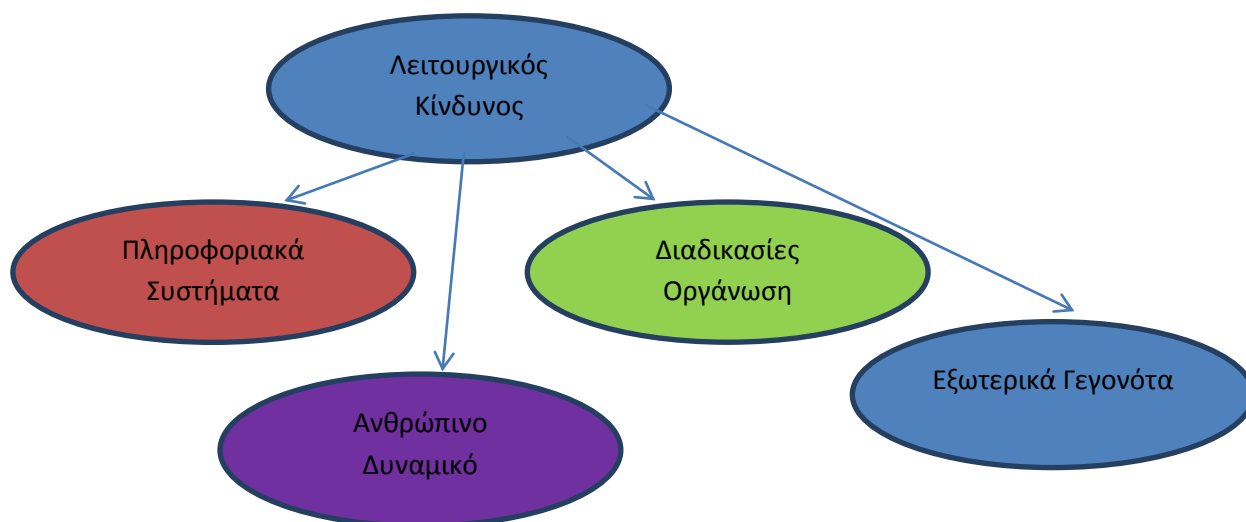 Λειτουργικός
Κίνδυνος
Πληροφοριακά
Συστήματα
Διαδικασίες
Οργάνωση
Εξωτερικά Γεγονότα
Ανθρώπινο
Δυναμικό